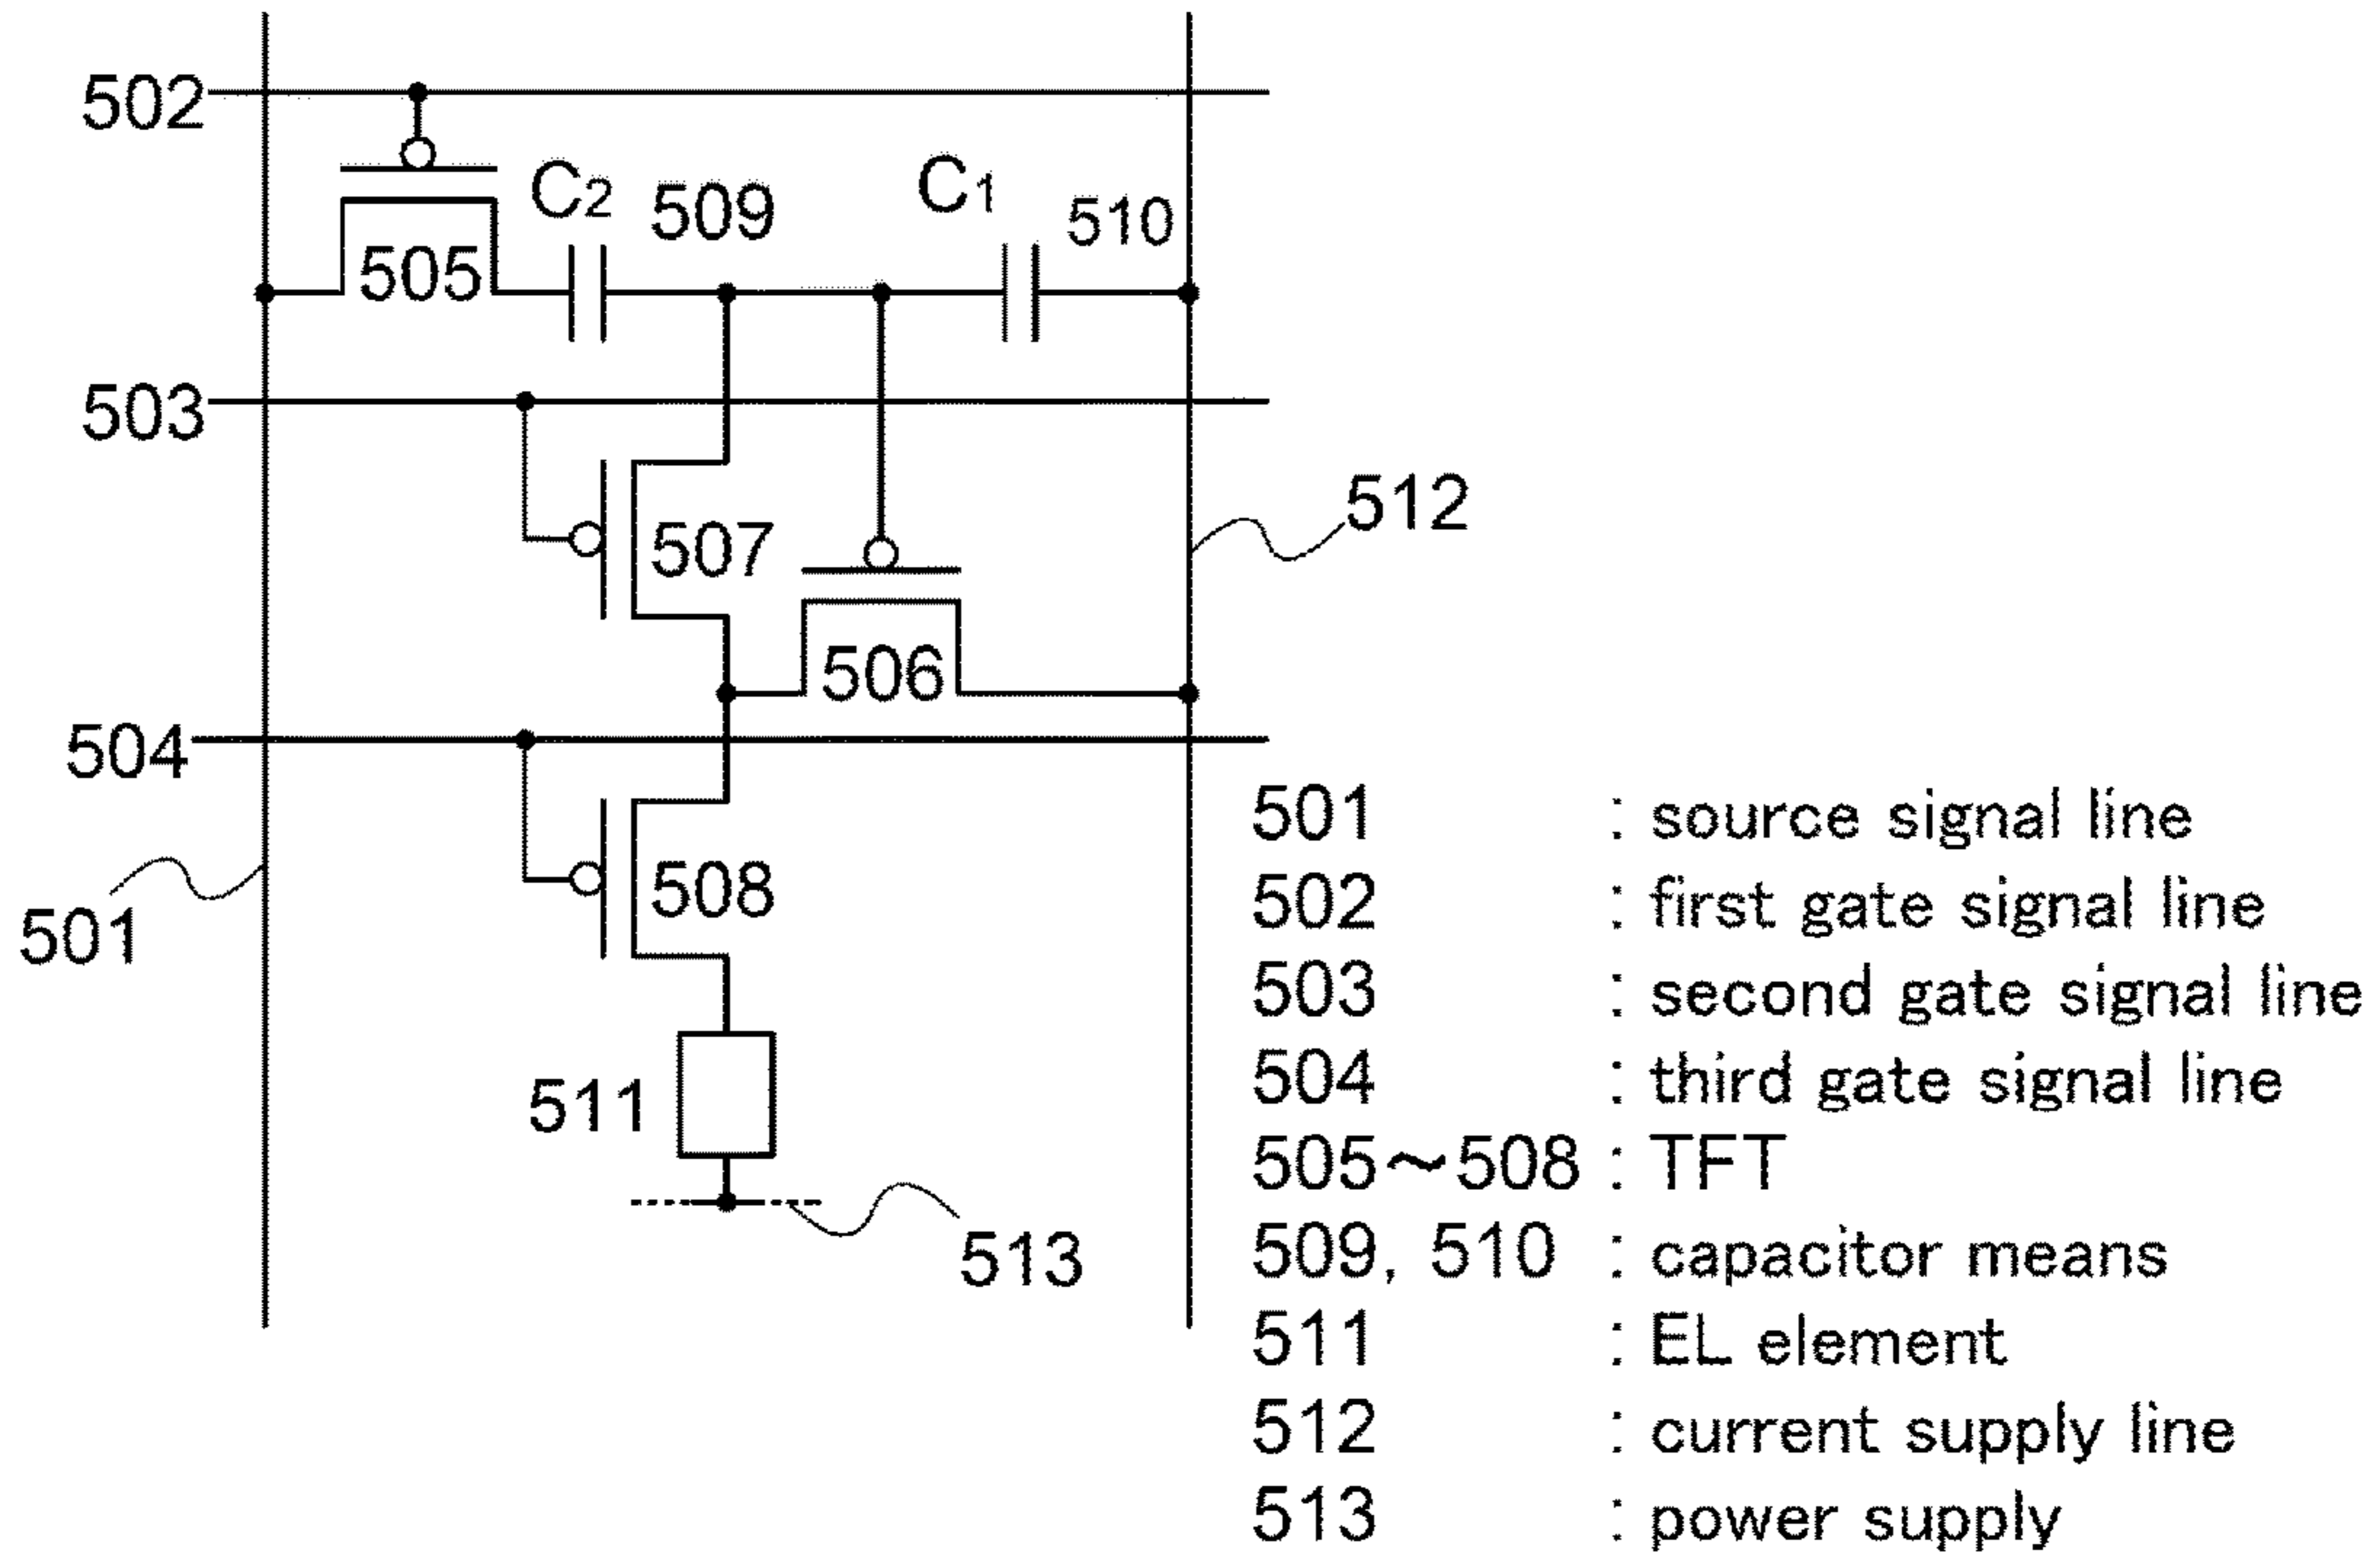 502
C2
509
C1
510
505
503
512
507
506
504
508
501
511
513
501 : source signal line
502 : first gate signal line
503 : second gate signal line
504 : third gate signal line
505~508 : TFT
509, 510 : capacitor means
511 : EL element
512 : current supply line
513 : power supply